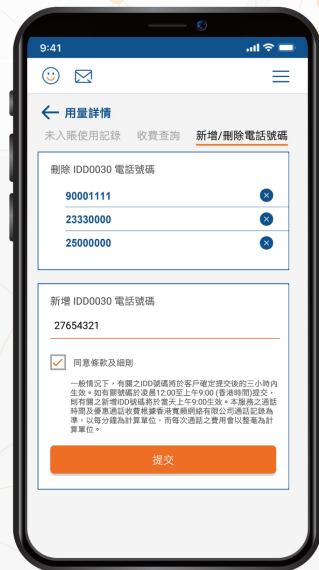 9:41
用量詳情
未入賬使用記錄 收費查詢 新增/刪除電話號碼
刪除 IDD0030 電話號碼
90001111
23330000
25000000
新增 IDD0030 電話號碼
27654321
同意條款及細則
一般情況下，有關之IDD號碼將於客戶確定提交後的三小時內
生效。如有關號碼於凌晨12:00至上午9:00 (香港時間)提交，
則有關之新增IDD號碼將於當天上午9:00生效。本服務之通話
時間及優惠通話收費根據香港寬頻網絡有限公司通話記錄為
準，以每分鐘為計算單位，而每次通話之費用會以整毫為計
算單位。
提交